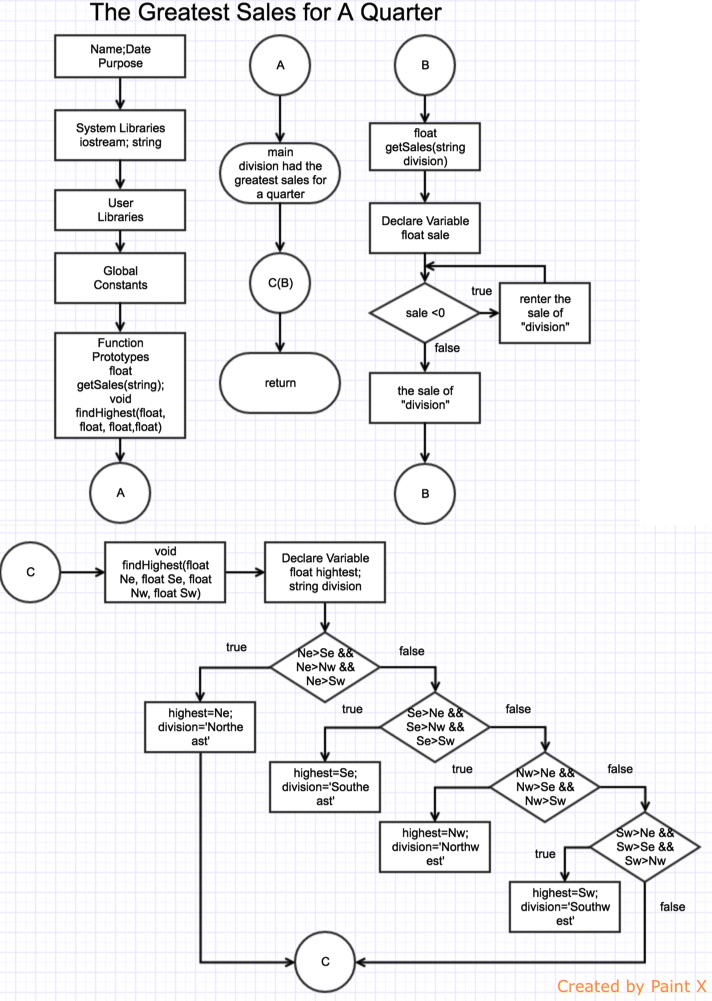 The Greatest Sales for A Quarter
Name;Date
Purpose
System Libraries
iostream; string
User
Libraries
Global
Constants
Function
Prototypes
float
getSales(string);
void
findHighest(float,
float, float,float)
A
A
main
division had the
greatest sales for
a quarter
C(B)
return
B
float
getSales(string
division)
Declare Variable
float sale
sale <0
true
renter the
sale of
"division"
false
the sale of
"division"
B
C
void
findHighest(float
Ne, float Se, float
Nw, float Sw)
Declare Variable
float hightest;
string division
Ne>Se &&
Ne>Nw &&
Ne>Sw
true
false
highest=Ne;
division='Northe
ast'
Se>Ne &&
Se>Nw &&
Se>Sw
true
false
highest=Se;
division='Southe
ast'
Nw>Ne &&
Nw>Se &&
Nw>Sw
true
false
highest=Nw;
division='Northw
est'
Sw>Ne &&
Sw>Se &&
Sw>Nw
true
false
highest=Sw;
division='Southw
est'
C
Created by Paint X